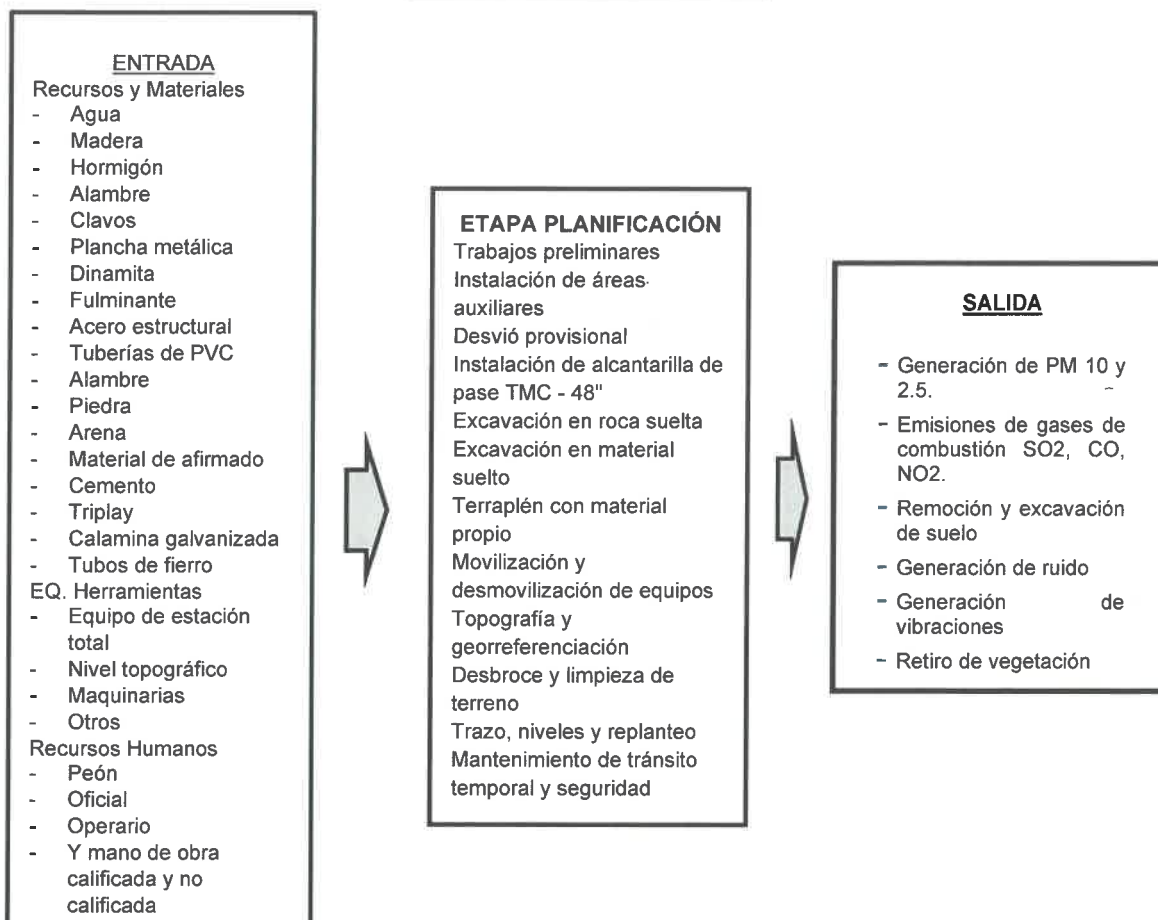 ENTRADA
Recursos y Materiales
- Agua
- Madera
- Hormigón
- Alambre
- Clavos
- Plancha metálica
- Dinamita
- Fulminante
- Acero estructural
- Tuberías de PVC
- Alambre
- Piedra
- Arena
- Material de afirmado
- Cemento
- Triplay
- Calamina galvanizada
- Tubos de fierro
EQ. Herramientas
- Equipo de estación
total
- Nivel topográfico
- Maquinarias
- Otros
Recursos Humanos
- Peón
- Oficial
- Operario
- Y mano de obra
calificada y no
calificada
ETAPA PLANIFICACIÓN
Trabajos preliminares
Instalación de áreas
auxiliares
Desvió provisional
Instalación de alcantarilla de
pase TMC - 48"
Excavación en roca suelta
Excavación en material
suelto
Terraplén con material
propio
Movilización y
desmovilización de equipos
Topografía y
georreferenciación
Desbroce y limpieza de
terreno
Trazo, niveles y replanteo
Mantenimiento de tránsito
temporal y seguridad
SALIDA
- Generación de PM 10 y
2.5.
- Emisiones de gases de
combustión SO2, CO,
NO2.
- Remoción y excavación
de suelo
- Generación de ruido
- Generación de
vibraciones
- Retiro de vegetación